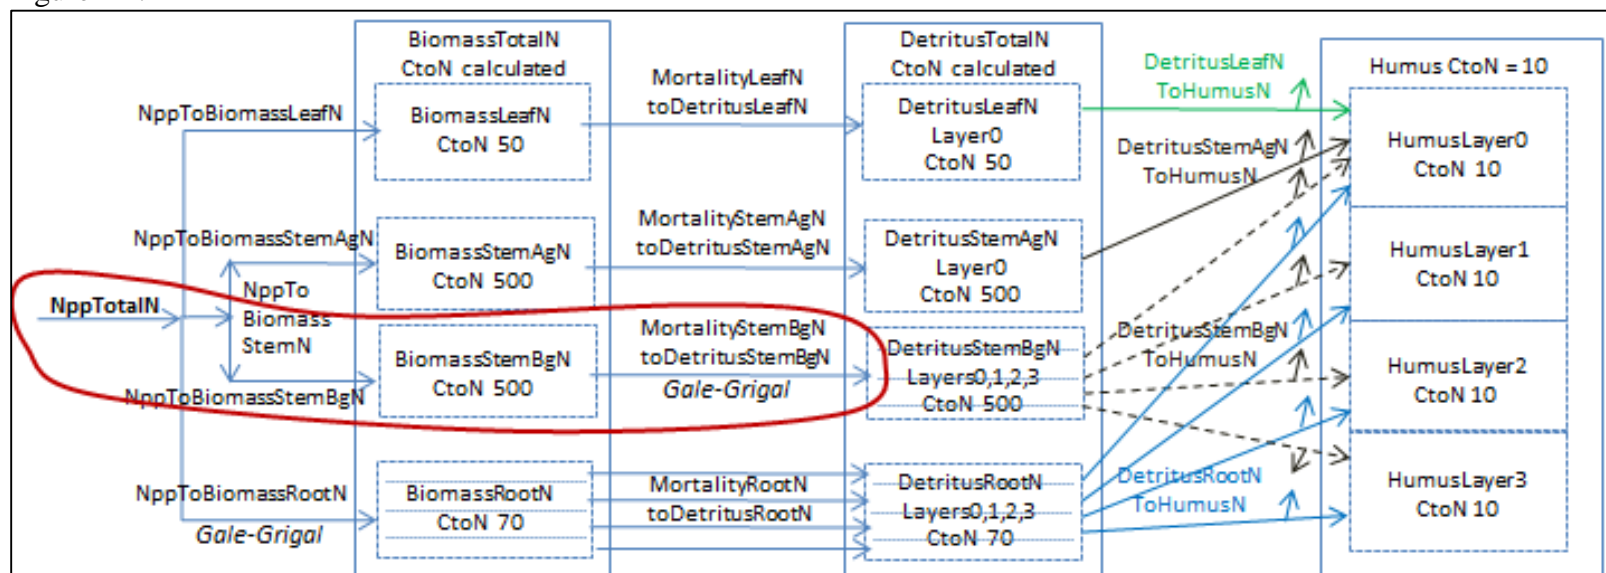 BiomassTotalN
CtoN calculated
NppToBiomassLeafN
BiomassLeafN
CtoN 50
MortalityLeafN
toDetritusLeafN
DetritusTotalN
CtoN calculated
DetritusLeafN
Layer0
CtoN 50
DetritusLeafN
ToHumusN
Humus CtoN = 10
HumusLayer0
CtoN 10
NppToBiomassStemAgN
BiomassStemAgN
CtoN 500
MortalityStemAgN
toDetritusStemAgN
DetritusStemAgN
Layer0
CtoN 500
DetritusStemAgN
ToHumusN
HumusLayer1
CtoN 10
NppTotalN
NppTo
Biomass
StemN
NppToBiomassStemBgN
BiomassStemBgN
CtoN 500
MortalityStemBgN
toDetritusStemBgN
Gale-Grigal
DetritusStemBgN
Layers0,1,2,3
CtoN 500
DetritusStemBgN
ToHumusN
HumusLayer2
CtoN 10
NppToBiomassRootN
Gale-Grigal
BiomassRootN
CtoN 70
MortalityRootN
toDetritusRootN
DetritusRootN
Layers0,1,2,3
CtoN 70
DetritusRootN
ToHumusN
HumusLayer3
CtoN 10